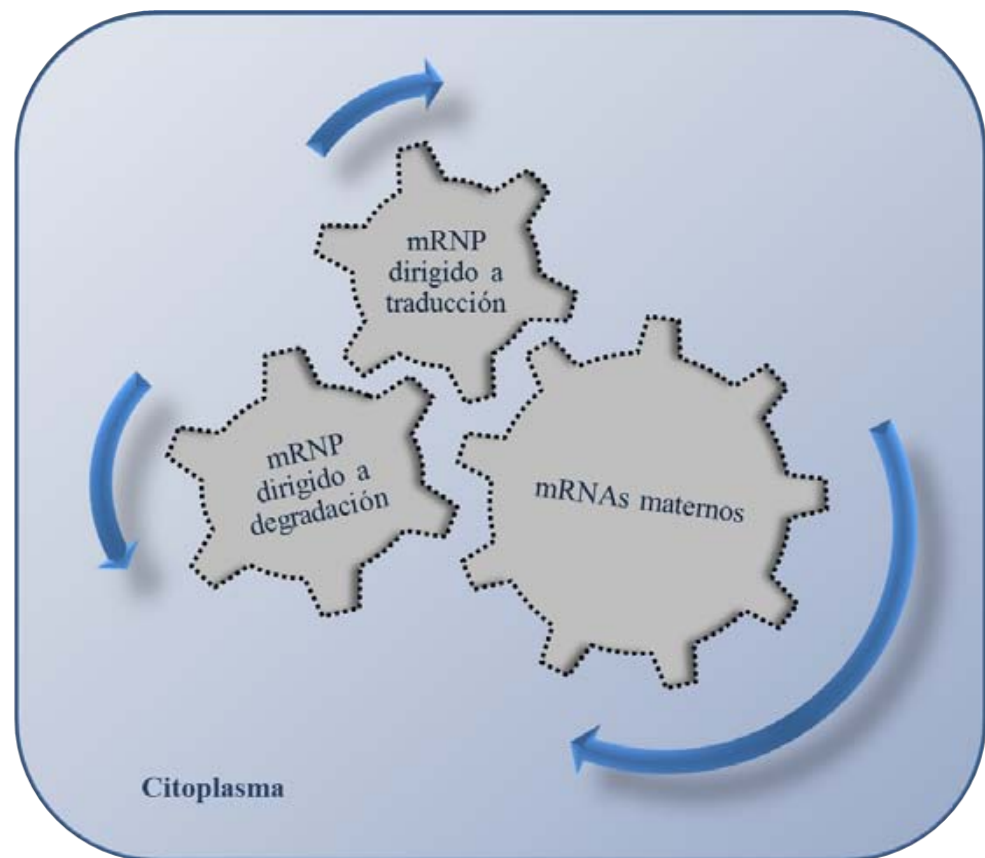 mRNP
dirigido a
traducción
mRNP
dirigido a
degradación
mRNAs maternos
Citoplasma